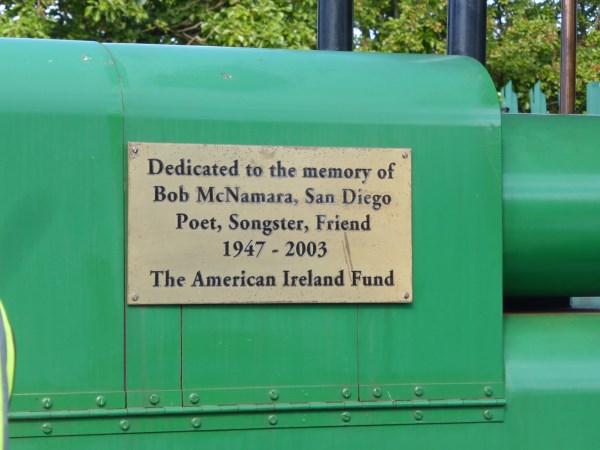 Dedicated to the memory of
Bob McNamara, San Diego
Poet, Songster, Friend
1947 - 2003
The American Ireland Fund